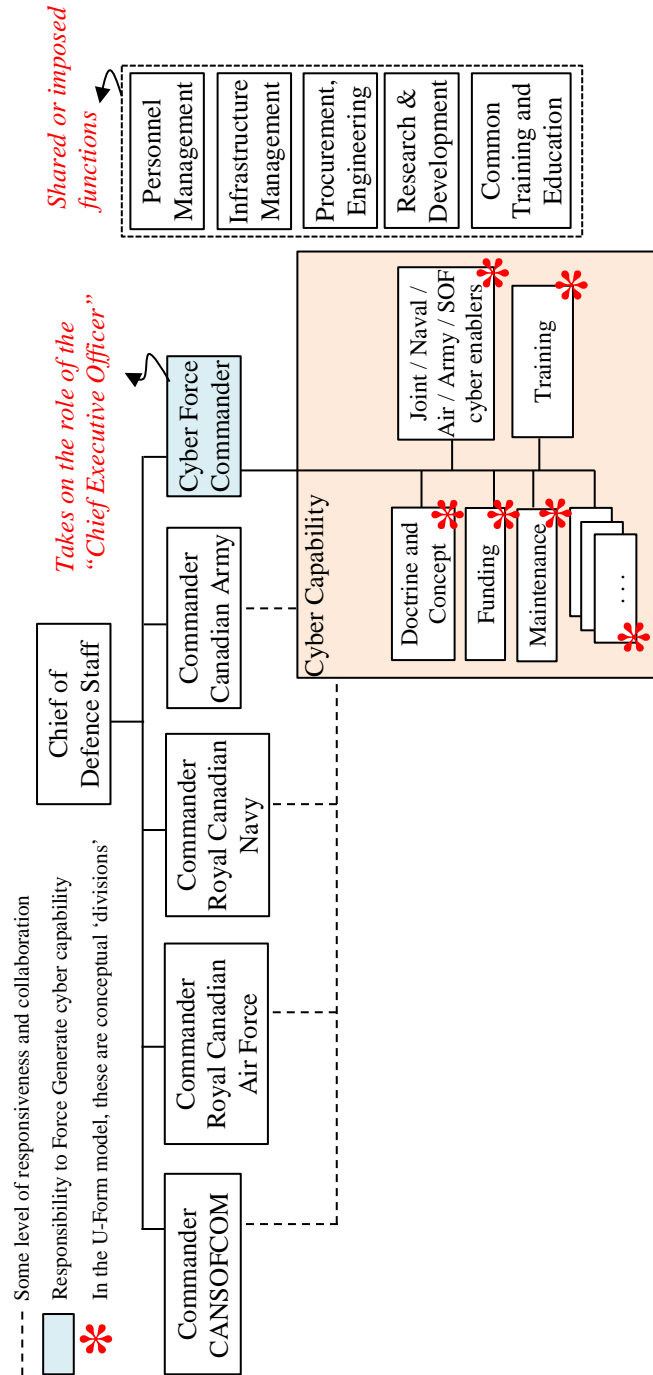 Some level of responsiveness and collaboration
Responsibility to Force Generate cyber capability
In the U-Form model, these are conceptual ‘divisions’
Chief of
Defence Staff
Takes on the role of the
“Chief Executive Officer”
Shared or imposed
functions
Commander
CANSOFCOM
Commander
Royal Canadian
Air Force
Commander
Royal Canadian
Navy
Commander
Canadian Army
Cyber Force
Commander
Personnel
Management
Infrastructure
Management
Procurement,
Engineering
Research &
Development
Common
Training and
Education
Cyber Capability
Doctrine and
Concept
Funding
Maintenance
. . .
Joint / Naval /
Air / Army / SOF
cyber enablers
Training